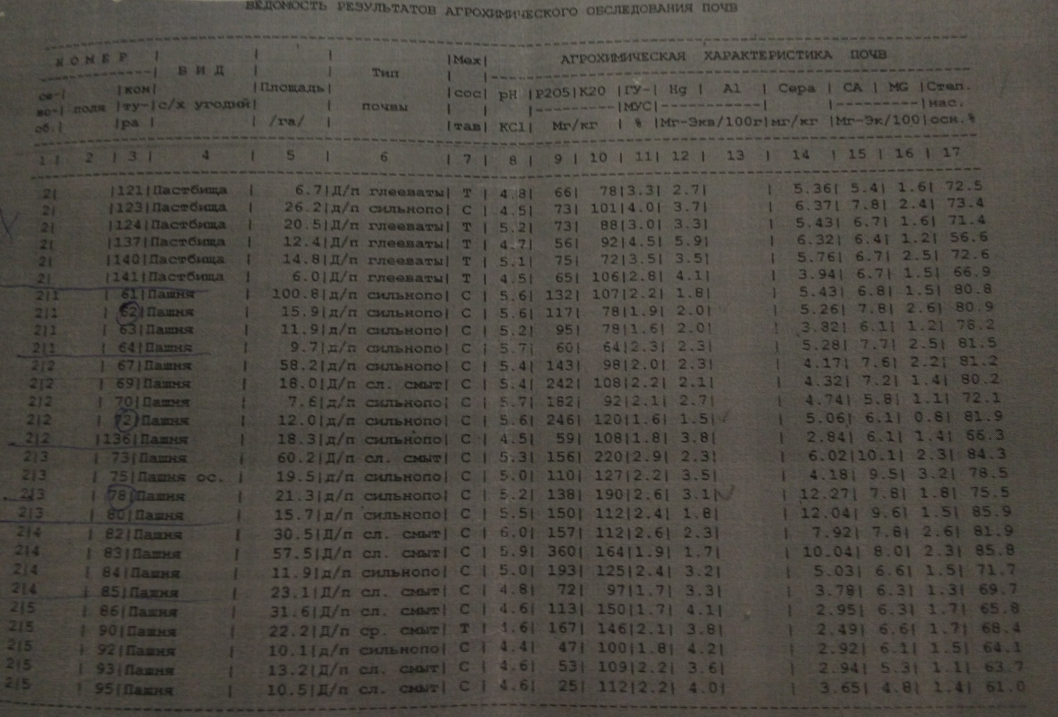 ВЕДОМОСТЬ РЕЗУЛЬТАТОВ АГРОХИМИЧЕСКОГО ОБСЛЕДОВАНИЯ ПОЧВ
НОМЕР | | | |Мех| АГРОХИМИЧЕСКАЯ ХАРАКТЕРИСТИКА ПОЧВ
| ВИД | | Тип | |
|кон | |Площадь| |сос| pH |P2O5|K2O |ГУ-| Hg | Al | Сера | CA | MG |Степ.
во-| поля |ту-|с/х угодий| | почвы | | | |МУС| нас.
об.| |ра | | /га/ | |тав| KCl| Мг/кг | % |Мг-Экв/100г|мг/кг |Мг-Эк/100|осн.%
1 | 2 | 3 | 4 | 5 | 6 | 7 | 8 | 9 | 10 | 11| 12 | 13 | 14 | 15 | 16 | 17
2| |121|Пастбища | 6.7|Д/п глееваты| Т | 4.8| 66| 78|3.3| 2.7| | 5.36| 5.4| 1.6| 72.5
2| |123|Пастбища | 26.2|д/п сильнопо| С | 4.5| 73| 101|4.0| 3.7| | 6.37| 7.8| 2.4| 73.4
2| |124|Пастбища | 20.5|д/п сильнопо| Т | 5.2| 73| 88|3.0| 3.3| | 5.43| 6.7| 1.6| 71.4
2| |137|Пастбища | 12.4|д/п глееваты| Т | 4.7| 56| 92|4.5| 5.9| | 6.32| 6.4| 1.2| 56.6
2| |140|Пастбища | 14.8|д/п глееваты| Т | 5.1| 75| 72|3.5| 3.5| | 5.76| 6.7| 2.5| 72.6
2| |141|Пастбища | 6.0|Д/п глееваты| Т | 4.5| 65| 106|2.8| 4.1| | 3.94| 6.7| 1.5| 66.9
2|1 | 61|Пашня | 100.8|д/п сильнопо| С | 5.6| 132| 107|2.2| 1.8| | 5.43| 6.8| 1.5| 80.8
2|1 | 62|Пашня | 15.9|д/п сильнопо| С | 5.6| 117| 78|1.9| 2.0| | 5.26| 7.8| 2.6| 80.9
2|1 | 63|Пашня | 11.9|д/п сильнопо| С | 5.2| 95| 78|1.6| 2.0| | 3.82| 6.1| 1.2| 78.2
2|1 | 64|Пашня | 9.7|д/п сильнопо| С | 5.7| 60| 64|2.3| 2.3| | 5.28| 7.7| 2.5| 81.5
2|2 | 67|Пашня | 58.2|д/п сильнопо| С | 5.4| 143| 98|2.0| 2.3| | 4.17| 7.6| 2.2| 81.2
2|2 | 69|Пашня | 18.0|Д/п сл. смыт| С | 5.4| 242| 108|2.2| 2.1| | 4.32| 7.2| 1.4| 80.2
2|2 | 70|Пашня | 7.6|д/п сильнопо| С | 5.7| 182| 92|2.1| 2.7| | 4.74| 5.8| 1.1| 72.1
2|2 | 72|Пашня | 12.0|д/п сильнопо| С | 5.6| 246| 120|1.6| 1.5| | 5.06| 6.1| 0.8| 81.9
2|2 |136|Пашня | 18.3|д/п сильнопо| С | 4.5| 59| 108|1.8| 3.8| | 2.84| 6.1| 1.4| 66.3
2|3 | 73|Пашня | 60.2|Д/п сл. смыт| С | 5.3| 156| 220|2.9| 2.3| | 6.02|10.1| 2.3| 84.3
2|3 | 75|Пашня ос. | 19.5|д/п сильнопо| С | 5.0| 110| 127|2.2| 3.5| | 4.18| 9.5| 3.2| 78.5
2|3 | 78|Пашня | 21.3|д/п сильнопо| С | 5.2| 138| 190|2.6| 3.1| | 12.27| 7.8| 1.8| 75.5
2|3 | 80|Пашня | 15.7|д/п сильнопо| С | 5.5| 150| 112|2.4| 1.8| | 12.04| 9.6| 1.5| 85.9
2|4 | 82|Пашня | 30.5|Д/п сл. смыт| С | 6.0| 157| 112|2.6| 2.3| | 7.92| 7.8| 2.6| 81.9
2|4 | 83|Пашня | 57.5|Д/п сл. смыт| С | 5.9| 360| 164|1.9| 1.7| | 10.04| 8.0| 2.3| 85.8
2|4 | 84|Пашня | 11.9|д/п сильнопо| С | 5.0| 193| 125|2.4| 3.2| | 5.03| 6.6| 1.5| 71.7
2|4 | 85|Пашня | 23.1|Д/п сл. смыт| С | 4.8| 72| 97|1.7| 3.3| | 3.78| 6.3| 1.3| 69.7
2|5 | 86|Пашня | 31.6|Д/п сл. смыт| С | 4.6| 113| 150|1.7| 4.1| | 2.95| 6.3| 1.7| 65.8
2|5 | 90|Пашня | 22.2|Д/п ср. смыт| Т | 4.6| 167| 146|2.1| 3.8| | 2.49| 6.6| 1.7| 68.4
2|5 | 92|Пашня | 10.1|д/п сильнопо| С | 4.4| 47| 100|1.8| 4.2| | 2.92| 6.1| 1.5| 64.1
2|5 | 93|Пашня | 13.2|Д/п сл. смыт| С | 4.6| 53| 109|2.2| 3.6| | 2.94| 5.3| 1.1| 63.7
2|5 | 95|Пашня | 10.5|Д/п сл. смыт| С | 4.6| 25| 112|2.2| 4.0| | 3.65| 4.8| 1.4| 61.0